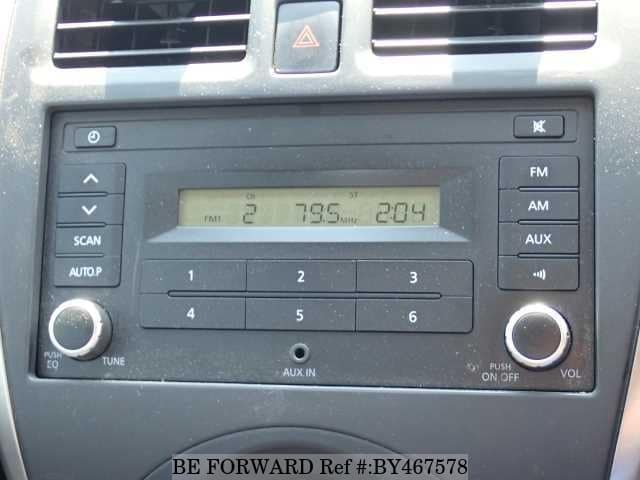 CH ST
FM1 2 79.5 MHz 2:04
FM
AM
SCAN AUX
AUTO.P
1 2 3
4 5 6
PUSH EQ TUNE
AUX IN
PUSH ON OFF VOL
BE FORWARD Ref #:BY467578